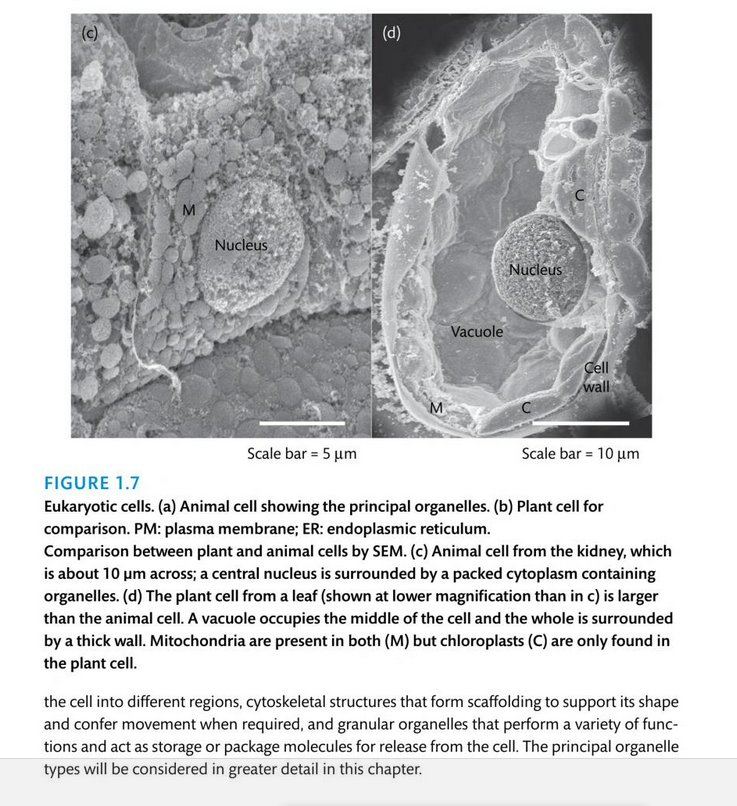 (c)
(d)
M
Nucleus
C
Nucleus
Vacuole
Cell
wall
M
C
Scale bar = 5 µm
Scale bar = 10 µm
FIGURE 1.7
Eukaryotic cells. (a) Animal cell showing the principal organelles. (b) Plant cell for
comparison. PM: plasma membrane; ER: endoplasmic reticulum.
Comparison between plant and animal cells by SEM. (c) Animal cell from the kidney, which
is about 10 µm across; a central nucleus is surrounded by a packed cytoplasm containing
organelles. (d) The plant cell from a leaf (shown at lower magnification than in c) is larger
than the animal cell. A vacuole occupies the middle of the cell and the whole is surrounded
by a thick wall. Mitochondria are present in both (M) but chloroplasts (C) are only found in
the plant cell.
the cell into different regions, cytoskeletal structures that form scaffolding to support its shape
and confer movement when required, and granular organelles that perform a variety of func-
tions and act as storage or package molecules for release from the cell. The principal organelle
types will be considered in greater detail in this chapter.